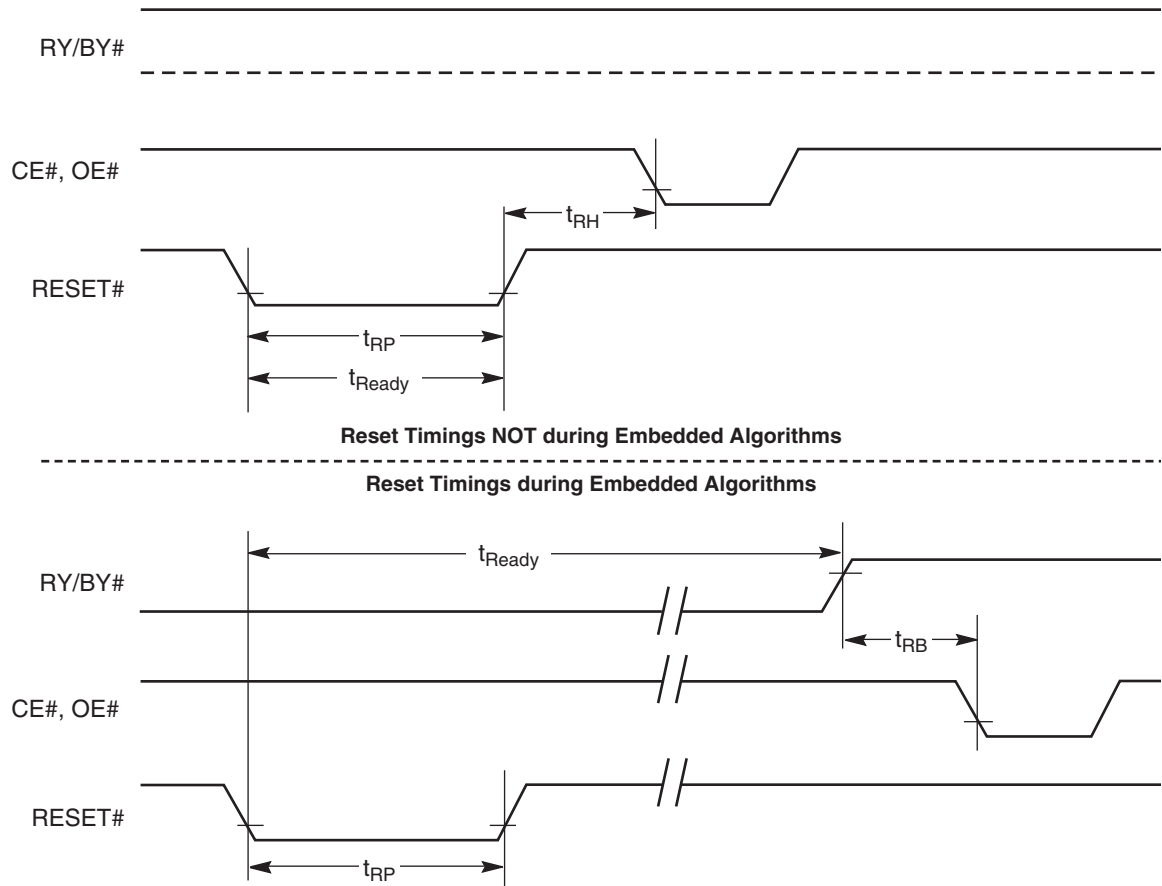 RY/BY#
CE#, OE#
tRH
RESET#
tRP
tReady
Reset Timings NOT during Embedded Algorithms
Reset Timings during Embedded Algorithms
tReady
RY/BY#
tRB
CE#, OE#
RESET#
tRP